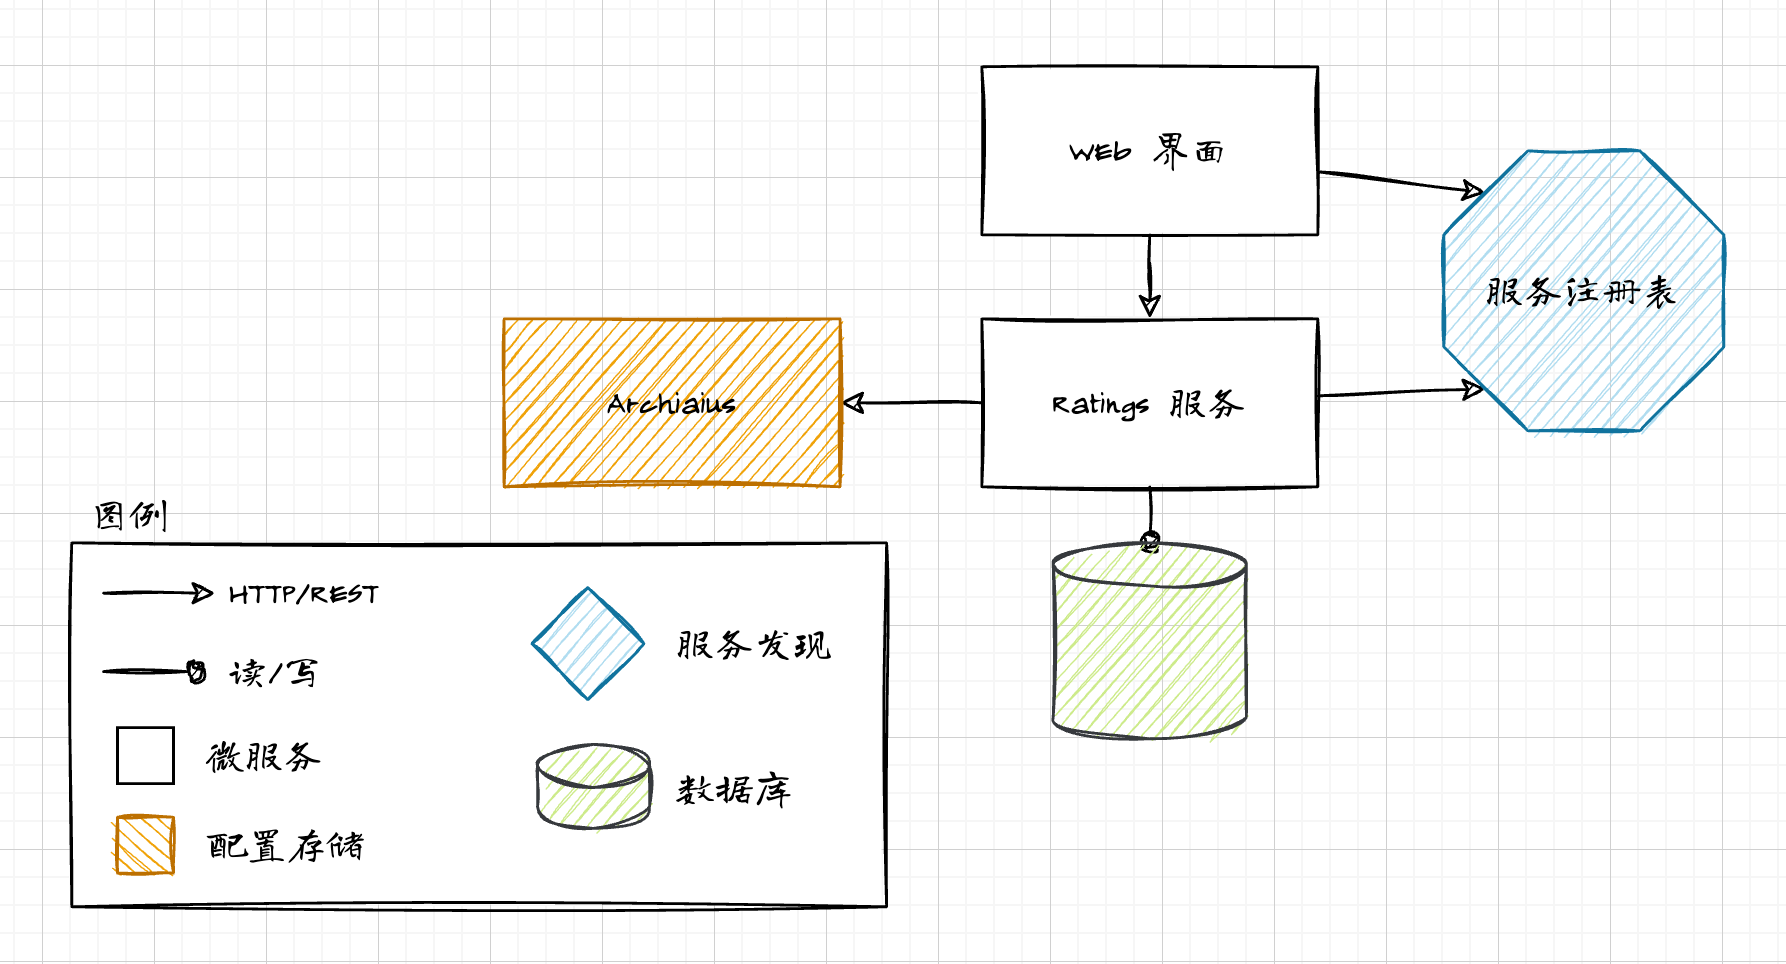 Web 界面
服务注册表
Archiaius
Ratings 服务
图例
HTTP/REST
读/写
微服务
配置存储
服务发现
数据库